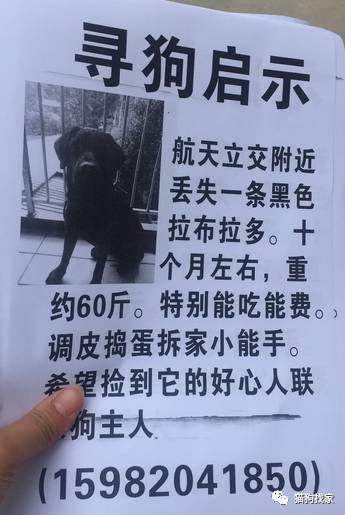 寻狗启示
航天立交附近
丢失一条黑色
拉布拉多。十
个月左右，重
约60斤。特别能吃能费。
调皮捣蛋拆家小能手。
希望捡到它的好心人联
狗主人
(15982041850)
猫狗找家